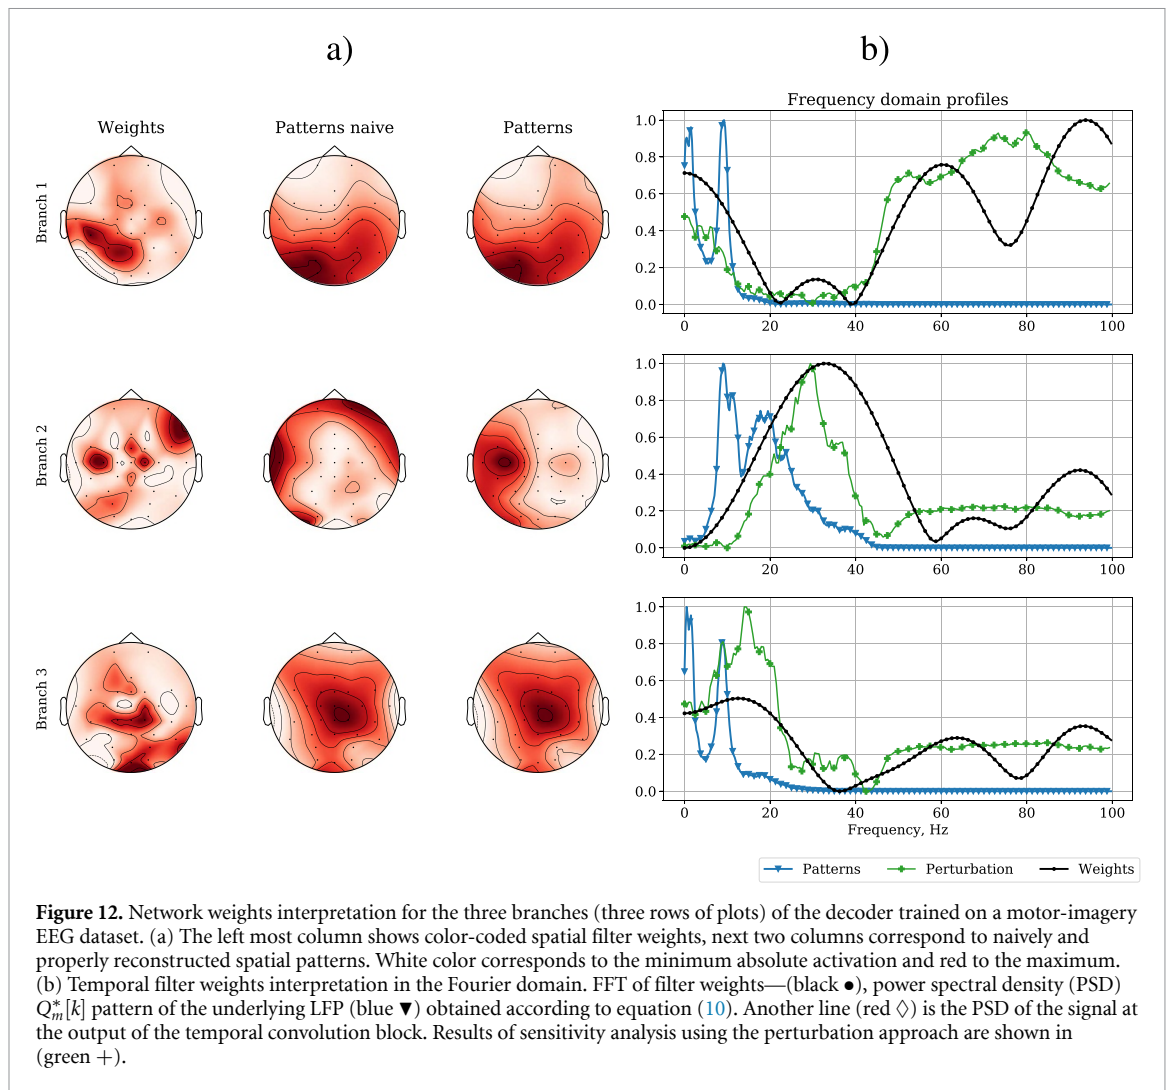 a)
b)
Weights
Patterns naive
Patterns
Frequency domain profiles
Branch 1
1.0
0.8
0.6
0.4
0.2
0.0
0 20 40 60 80 100
Branch 2
1.0
0.8
0.6
0.4
0.2
0.0
0 20 40 60 80 100
Branch 3
1.0
0.8
0.6
0.4
0.2
0.0
0 20 40 60 80 100
Frequency, Hz
Patterns Perturbation Weights
Figure 12. Network weights interpretation for the three branches (three rows of plots) of the decoder trained on a motor-imagery
EEG dataset. (a) The left most column shows color-coded spatial filter weights, next two columns correspond to naively and
properly reconstructed spatial patterns. White color corresponds to the minimum absolute activation and red to the maximum.
(b) Temporal filter weights interpretation in the Fourier domain. FFT of filter weights—(black •), power spectral density (PSD)
Q*m[k] pattern of the underlying LFP (blue ▼) obtained according to equation (10). Another line (red ◇) is the PSD of the signal at
the output of the temporal convolution block. Results of sensitivity analysis using the perturbation approach are shown in
(green +).